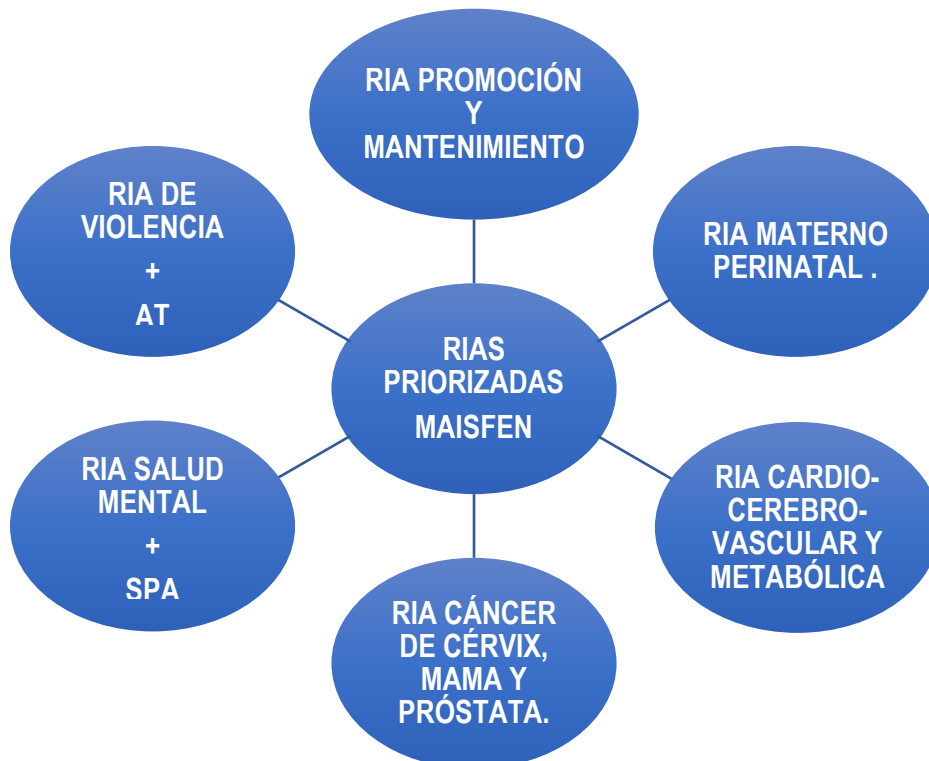 RIA PROMOCIÓN
Y
MANTENIMIENTO
RIA MATERNO
PERINATAL .
RIA CARDIO-
CEREBRO-
VASCULAR Y
METABÓLICA
RIA CÁNCER
DE CÉRVIX,
MAMA Y
PRÓSTATA.
RIA SALUD
MENTAL
+
SPA
RIA DE
VIOLENCIA
+
AT
RIAS
PRIORIZADAS
MAISFEN